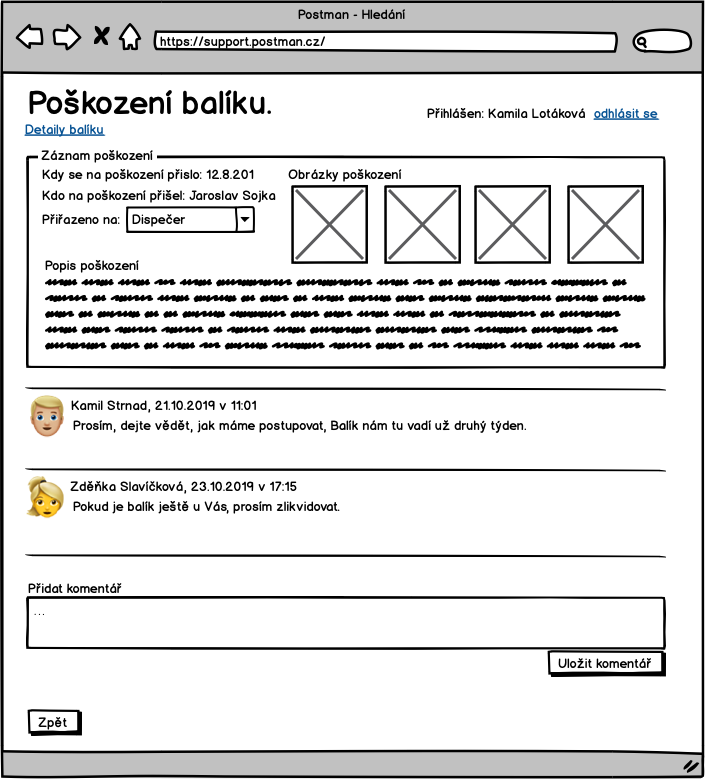 Postman - Hledání
https://support.postman.cz/
Poškození balíku.
Přihlášen: Kamila Lotáková odhlásit se
Detaily balíku
Záznam poškození
Kdy se na poškození přislo: 12.8.201
Obrázky poškození
Kdo na poškození přišel: Jaroslav Sojka
Přiřazeno na: Dispečer
Popis poškození
Kamil Strnad, 21.10.2019 v 11:01
Prosím, dejte vědět, jak máme postupovat, Balík nám tu vadí už druhý týden.
Zděňka Slavíčková, 23.10.2019 v 17:15
Pokud je balík ještě u Vás, prosím zlikvidovat.
Přidat komentář
...
Uložit komentář
Zpět